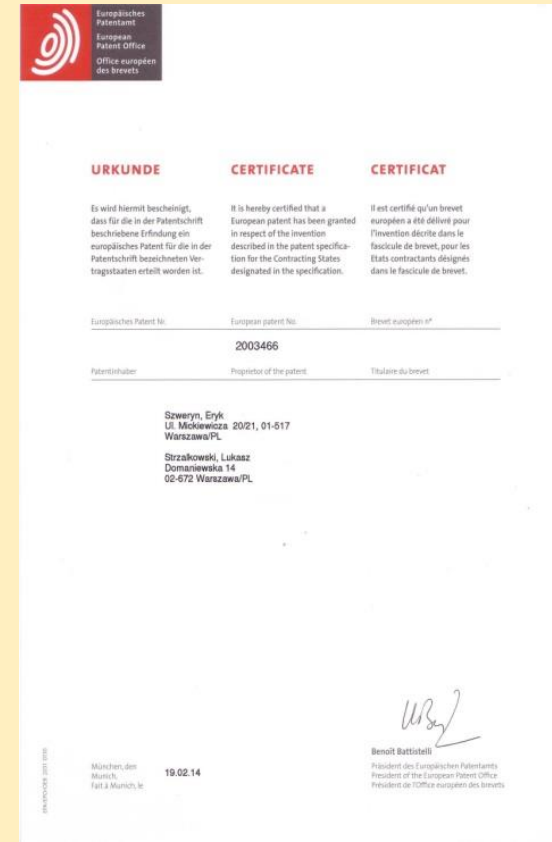 Europäisches
Patentamt
European
Patent Office
Office européen
des brevets
URKUNDE
Es wird hiermit bescheinigt,
dass für die in der Patentschrift
beschriebene Erfindung ein
europäisches Patent für die in der
Patentschrift bezeichneten Ver-
tragsstaaten erteilt worden ist.
CERTIFICATE
It is hereby certified that a
European patent has been granted
in respect of the invention
described in the patent specifica-
tion for the Contracting States
designated in the specification.
CERTIFICAT
Il est certifié qu'un brevet
européen a été délivré pour
l'invention décrite dans le
fascicule de brevet, pour les
Etats contractants désignés
dans le fascicule de brevet.
Europäisches Patent Nr.
European patent No.
Brevet européen n°
2003466
Patentinhaber
Proprietor of the patent
Titulaire du brevet
Szweryn, Eryk
Ul. Mickiewicza 20/21, 01-517
Warszawa/PL
Strzalkowski, Lukasz
Domaniewska 14
02-672 Warszawa/PL
Benoît Battistelli
Präsident des Europäischen Patentamts
President of the European Patent Office
Président de l'Office européen des brevets
München, den
Munich,
Fait à Munich, le
19.02.14